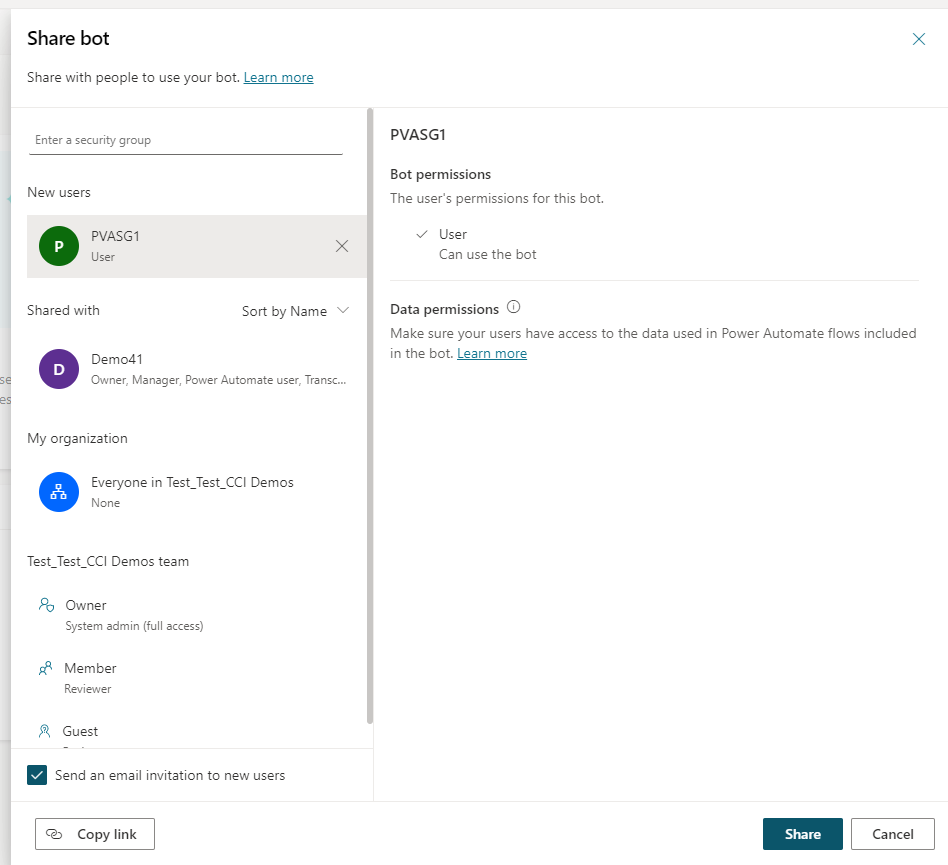 Share bot
Share with people to use your bot. Learn more
Enter a security group
New users
P
PVASG1
User
Shared with
Sort by Name
D
Demo41
Owner, Manager, Power Automate user, Transc...
My organization
Everyone in Test_Test_CCI Demos
None
Test_Test_CCI Demos team
Owner
System admin (full access)
Member
Reviewer
Guest
Send an email invitation to new users
PVASG1
Bot permissions
The user's permissions for this bot.
User
Can use the bot
Data permissions
Make sure your users have access to the data used in Power Automate flows included
in the bot. Learn more
Copy link
Share
Cancel